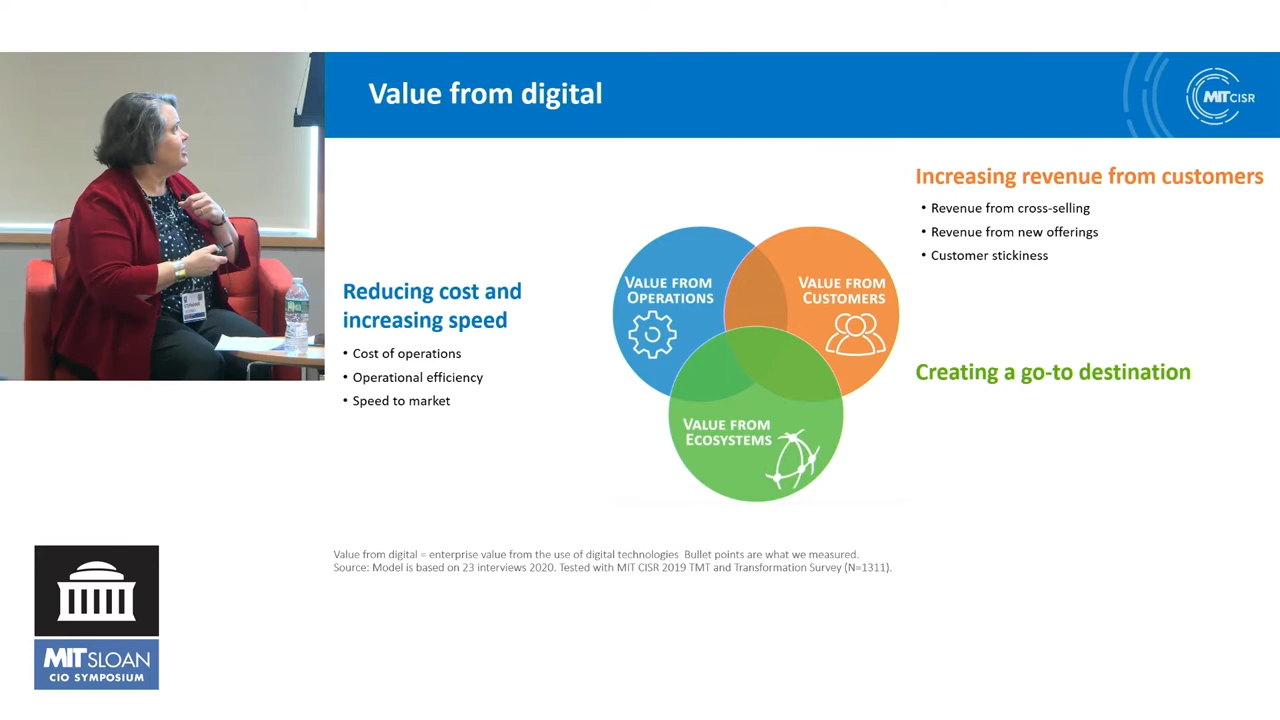 Value from digital
MIT CISR
Increasing revenue from customers
• Revenue from cross-selling
• Revenue from new offerings
• Customer stickiness
Reducing cost and
increasing speed
• Cost of operations
• Operational efficiency
• Speed to market
VALUE FROM
OPERATIONS
VALUE FROM
CUSTOMERS
VALUE FROM
ECOSYSTEMS
Creating a go-to destination
Value from digital = enterprise value from the use of digital technologies  Bullet points are what we measured.
Source: Model is based on 23 interviews 2020. Tested with MIT CISR 2019 TMT and Transformation Survey (N=1311).
MIT SLOAN
CIO SYMPOSIUM